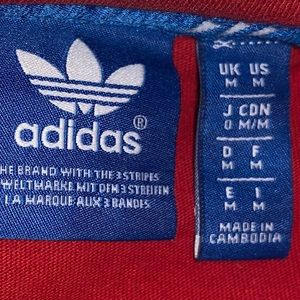 adidas®
THE BRAND WITH THE 3 STRIPES
WELTMARKE MIT DEN 3 STREIFEN
LA MARQUE AUX 3 BANDES
UK US
M M
J CDN
O M/M
D F
M M
E I
M M
MADE IN
CAMBODIA